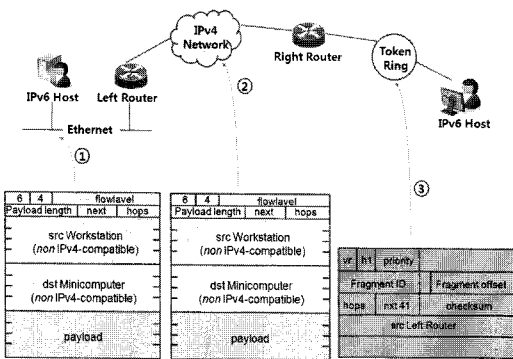 IPv4
Network
Right Router
Token
Ring
IPv6 Host
Left Router
IPv6 Host
Ethernet
①
②
③
6 4 flowlavel
Payload length next hops
src Workstation
(non IPv4-compatible)
dst Minicomputer
(non IPv4-compatible)
payload
6 4 flowlavel
Payload length next hops
src Workstation
(non IPv4-compatible)
dst Minicomputer
(non IPv4-compatible)
payload
vr h1 priority
Fragment ID Fragment offset
hops nxt 41 checksum
src Left Router